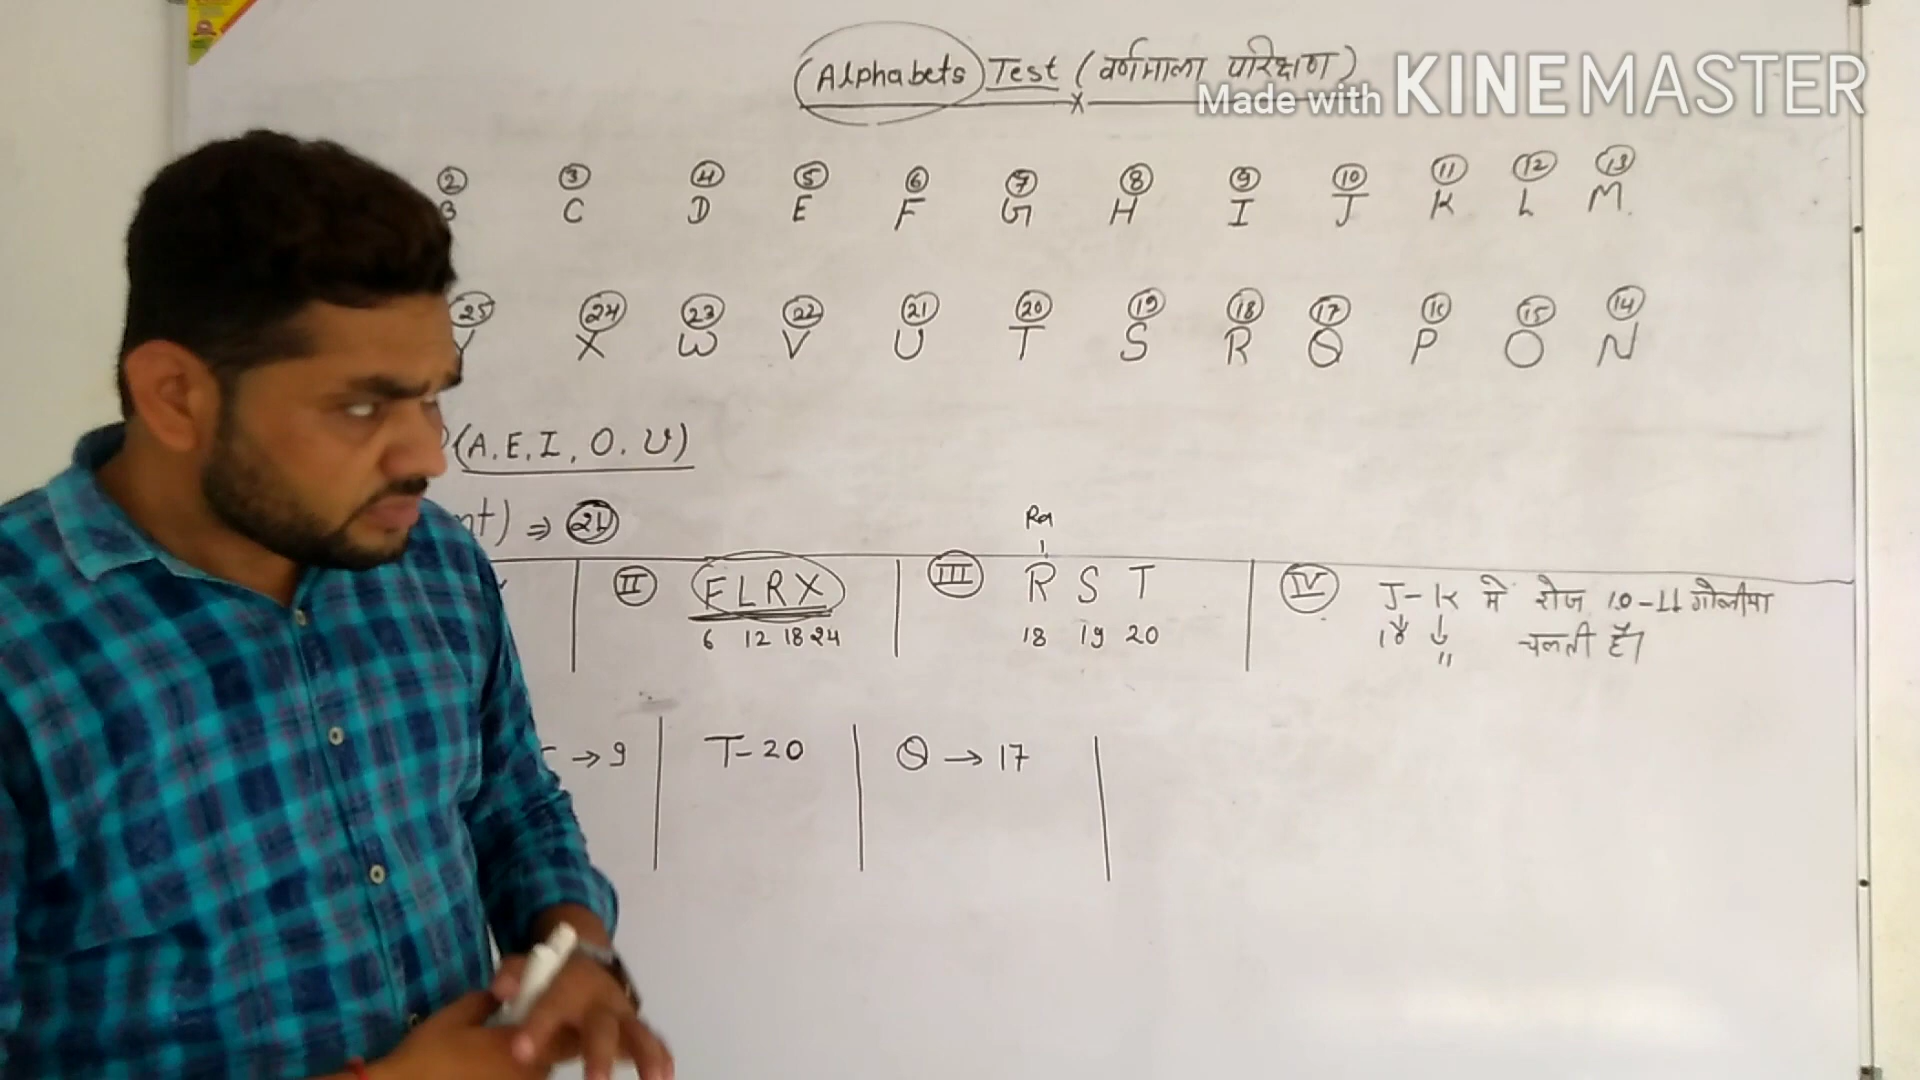 Alphabets Test (वर्णमाला परिक्षण)
Made with KINEMASTER
2 3 4 5 6 7 8 9 10 11 12 13
B C D E F G H I J K L M.
25 24 23 22 21 20 19 18 17 16 15 14
Y X W V U T S R Q P O N
(A.E.I,O.U)
nt) ⇒ 21
II FLRX
6 12 18 24
Ra
III R S T
18 19 20
IV J-K मे रोज 10-11 गोलीया
10 11 चलती है।
→ 9 T-20 Q → 17